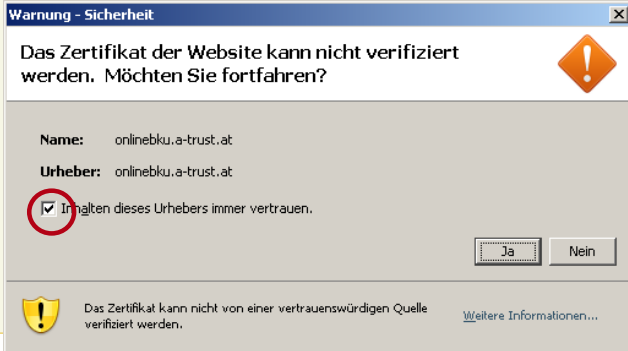 Warnung - Sicherheit
Das Zertifikat der Website kann nicht verifiziert
werden. Möchten Sie fortfahren?
Name: onlinebku.a-trust.at
Urheber: onlinebku.a-trust.at
Inhalten dieses Urhebers immer vertrauen.
Ja Nein
Das Zertifikat kann nicht von einer vertrauenswürdigen Quelle
verifiziert werden.
Weitere Informationen...